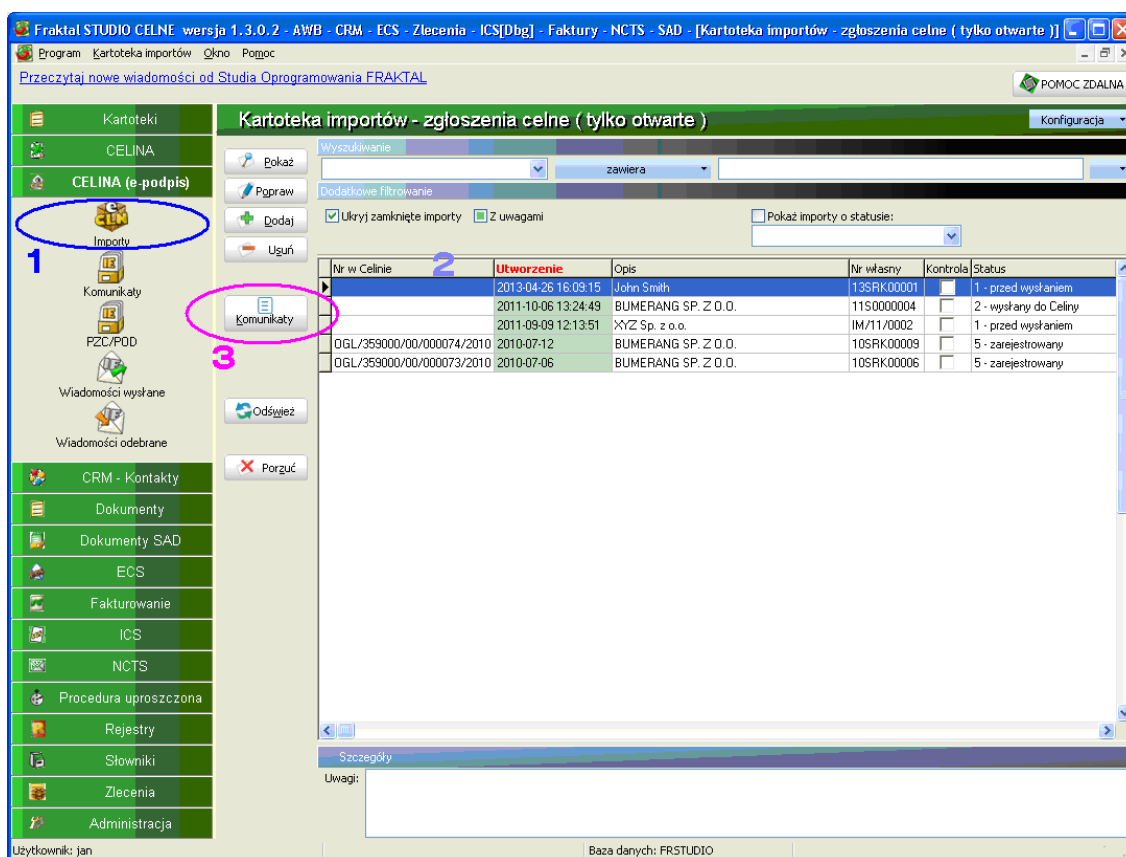 Fraktal STUDIO CELNE wersja 1.3.0.2 - AWB - CRM - ECS - Zlecenia - ICS[Dbg] - Faktury - NCTS - SAD - [Kartoteka importów - zgłoszenia celne ( tylko otwarte )]
Program Kartoteka importów Okno Pomoc
Przeczytaj nowe wiadomości od Studia Oprogramowania FRAKTAL
POMOC ZDALNA
Kartoteki
CELINA
CELINA (e-podpis)
Importy
1
Komunikaty
PZC/POD
Wiadomości wysłane
Wiadomości odebrane
CRM - Kontakty
Dokumenty
Dokumenty SAD
ECS
Fakturowanie
ICS
NCTS
Procedura uproszczona
Rejestry
Słowniki
Zlecenia
Administracja
Kartoteka importów - zgłoszenia celne ( tylko otwarte )
Konfiguracja
Pokaż
Popraw
Dodaj
Usuń
Komunikaty
3
Odśwież
Porzuć
Wyszukiwanie
zawiera
Dodatkowe filtrowanie
Ukryj zamknięte importy Z uwagami Pokaż importy o statusie:
2
Nr w Celinie Utworzenie Opis Nr własny Kontrola Status
2013-04-26 16:09:15 John Smith 13SRK00001 1 - przed wysłaniem
2011-10-06 13:24:49 BUMERANG SP. Z O.O. 11S0000004 2 - wysłany do Celiny
2011-09-09 12:13:51 XYZ Sp. z o.o. IM/11/0002 1 - przed wysłaniem
OGL/359000/00/000074/2010 2010-07-12 BUMERANG SP. Z O.O. 10SRK00009 5 - zarejestrowany
OGL/359000/00/000073/2010 2010-07-06 BUMERANG SP. Z O.O. 10SRK00006 5 - zarejestrowany
Szczegóły
Uwagi:
Użytkownik: jan Baza danych: FRSTUDIO